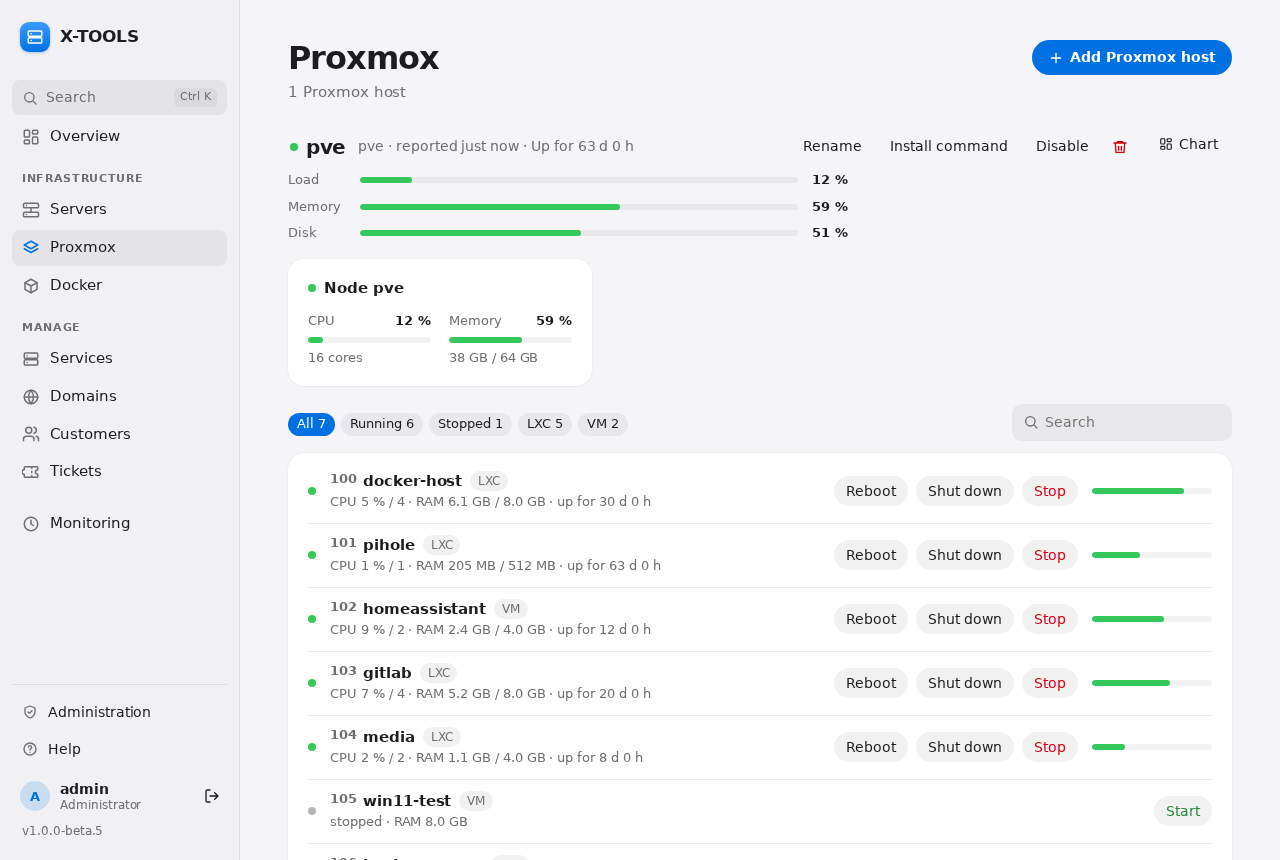 X-TOOLS
Search Ctrl K
Overview
INFRASTRUCTURE
Servers
Proxmox
Docker
MANAGE
Services
Domains
Customers
Tickets
Monitoring
Administration
Help
A admin
Administrator
v1.0.0-beta.5
Proxmox
Add Proxmox host
1 Proxmox host
pve pve · reported just now · Up for 63 d 0 h Rename Install command Disable Chart
Load 12 %
Memory 59 %
Disk 51 %
Node pve
CPU 12 % Memory 59 %
16 cores 38 GB / 64 GB
All 7 Running 6 Stopped 1 LXC 5 VM 2 Search
100 docker-host LXC
CPU 5 % / 4 · RAM 6.1 GB / 8.0 GB · up for 30 d 0 h
Reboot Shut down Stop
101 pihole LXC
CPU 1 % / 1 · RAM 205 MB / 512 MB · up for 63 d 0 h
Reboot Shut down Stop
102 homeassistant VM
CPU 9 % / 2 · RAM 2.4 GB / 4.0 GB · up for 12 d 0 h
Reboot Shut down Stop
103 gitlab LXC
CPU 7 % / 4 · RAM 5.2 GB / 8.0 GB · up for 20 d 0 h
Reboot Shut down Stop
104 media LXC
CPU 2 % / 2 · RAM 1.1 GB / 4.0 GB · up for 8 d 0 h
Reboot Shut down Stop
105 win11-test VM
stopped · RAM 8.0 GB
Start